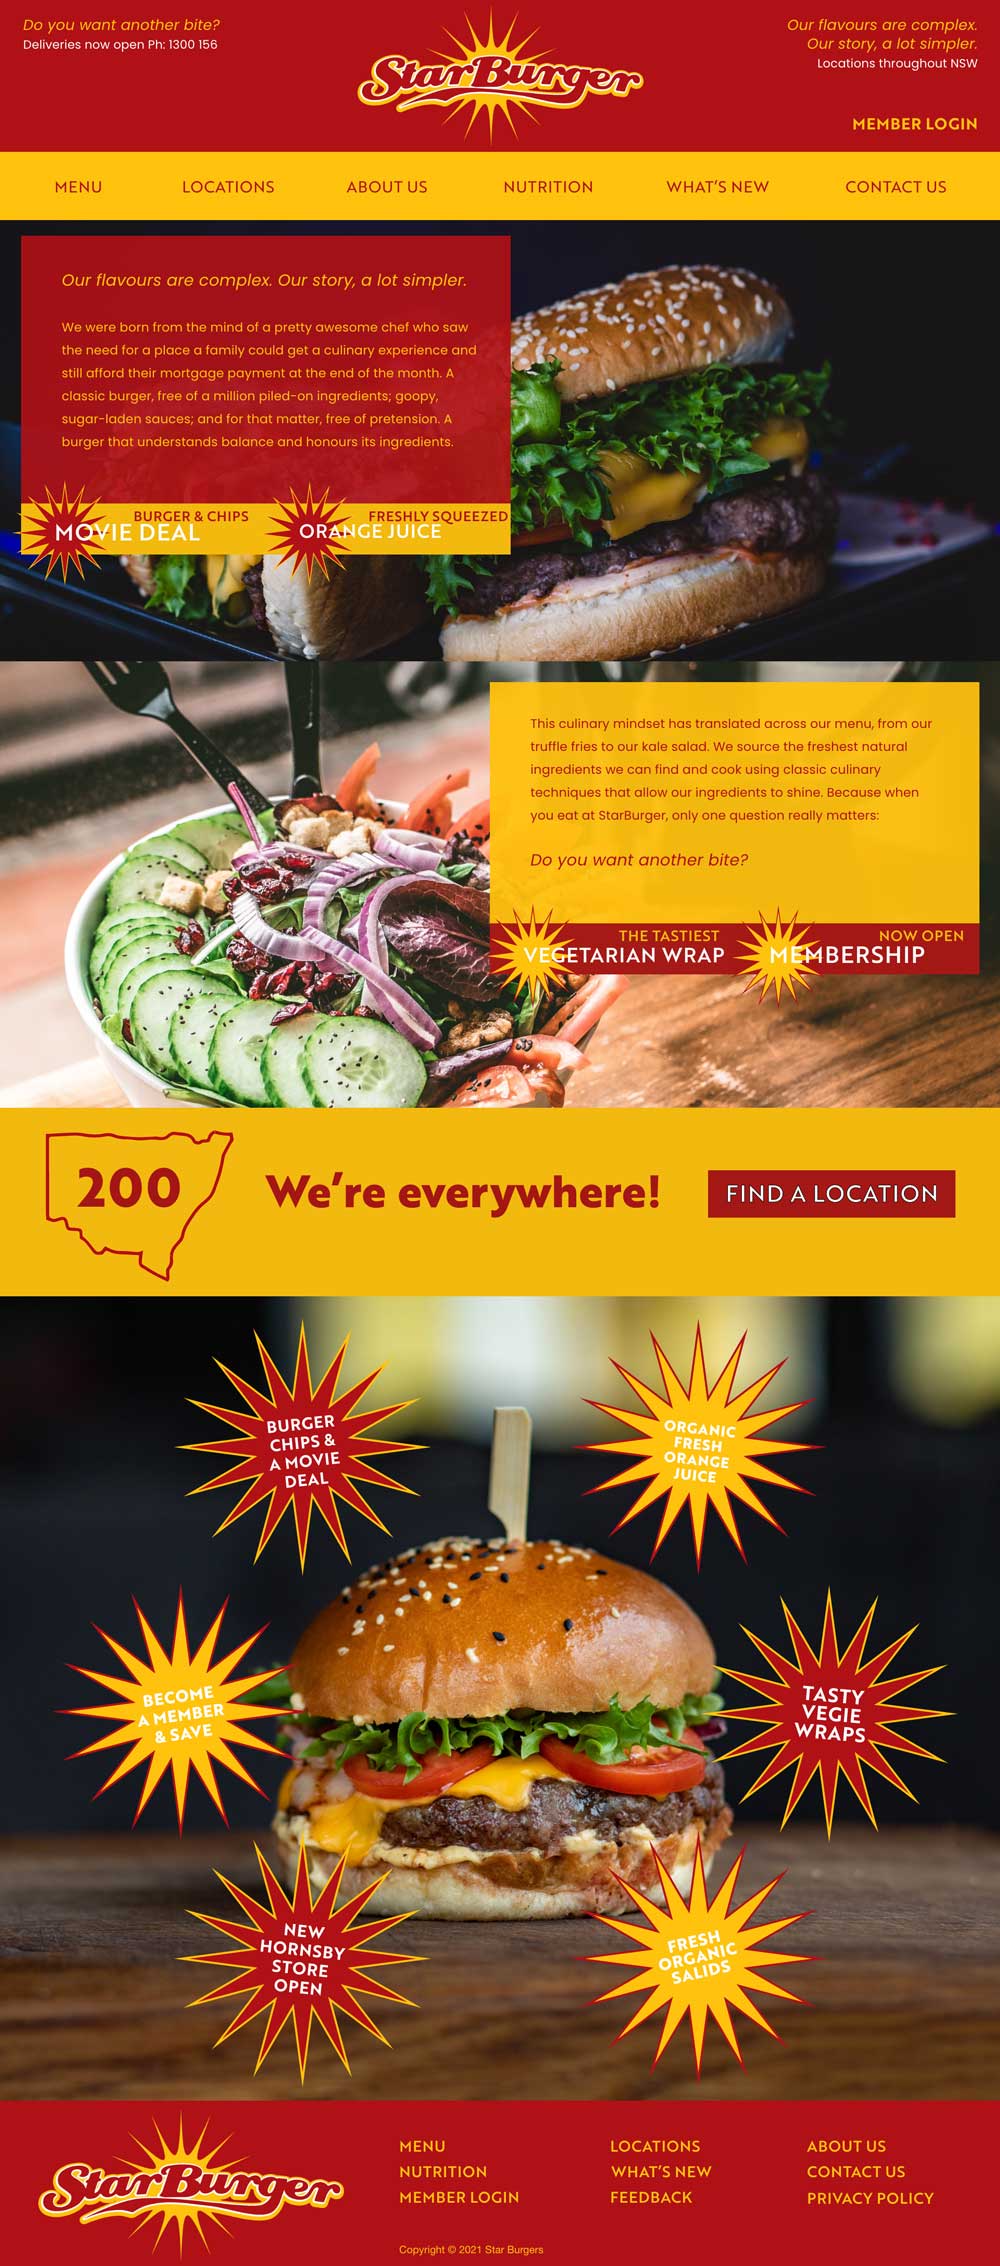 Do you want another bite?
Deliveries now open Ph: 1300 156
StarBurger
Our flavours are complex.
Our story, a lot simpler.
Locations throughout NSW
MEMBER LOGIN
MENU LOCATIONS ABOUT US NUTRITION WHAT'S NEW CONTACT US
Our flavours are complex. Our story, a lot simpler.
We were born from the mind of a pretty awesome chef who saw
the need for a place a family could get a culinary experience and
still afford their mortgage payment at the end of the month. A
classic burger, free of a million piled-on ingredients; goopy,
sugar-laden sauces; and for that matter, free of pretension. A
burger that understands balance and honours its ingredients.
BURGER & CHIPS
MOVIE DEAL
FRESHLY SQUEEZED
ORANGE JUICE
This culinary mindset has translated across our menu, from our
truffle fries to our kale salad. We source the freshest natural
ingredients we can find and cook using classic culinary
techniques that allow our ingredients to shine. Because when
you eat at StarBurger, only one question really matters:
Do you want another bite?
THE TASTIEST
VEGETARIAN WRAP
NOW OPEN
MEMBERSHIP
200
We're everywhere!
FIND A LOCATION
BURGER
CHIPS &
A MOVIE
DEAL
ORGANIC
FRESH
ORANGE
JUICE
BECOME
A MEMBER
& SAVE
TASTY
VEGIE
WRAPS
NEW
HORNSBY
STORE
OPEN
FRESH
ORGANIC
SALIDS
StarBurger
MENU
NUTRITION
MEMBER LOGIN
LOCATIONS
WHAT'S NEW
FEEDBACK
ABOUT US
CONTACT US
PRIVACY POLICY
Copyright © 2021 Star Burgers